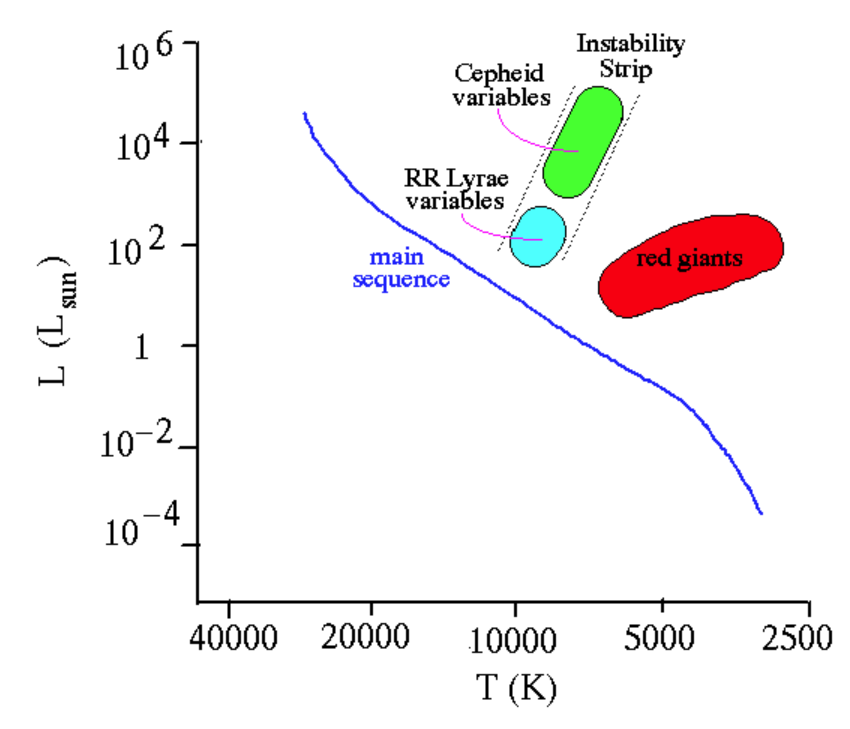 Instability
Strip
Cepheid
variables
RR Lyrae
variables
main
sequence
red giants
L (L_sun)
10^6
10^4
10^2
1
10^-2
10^-4
40000
20000
10000
5000
2500
T (K)